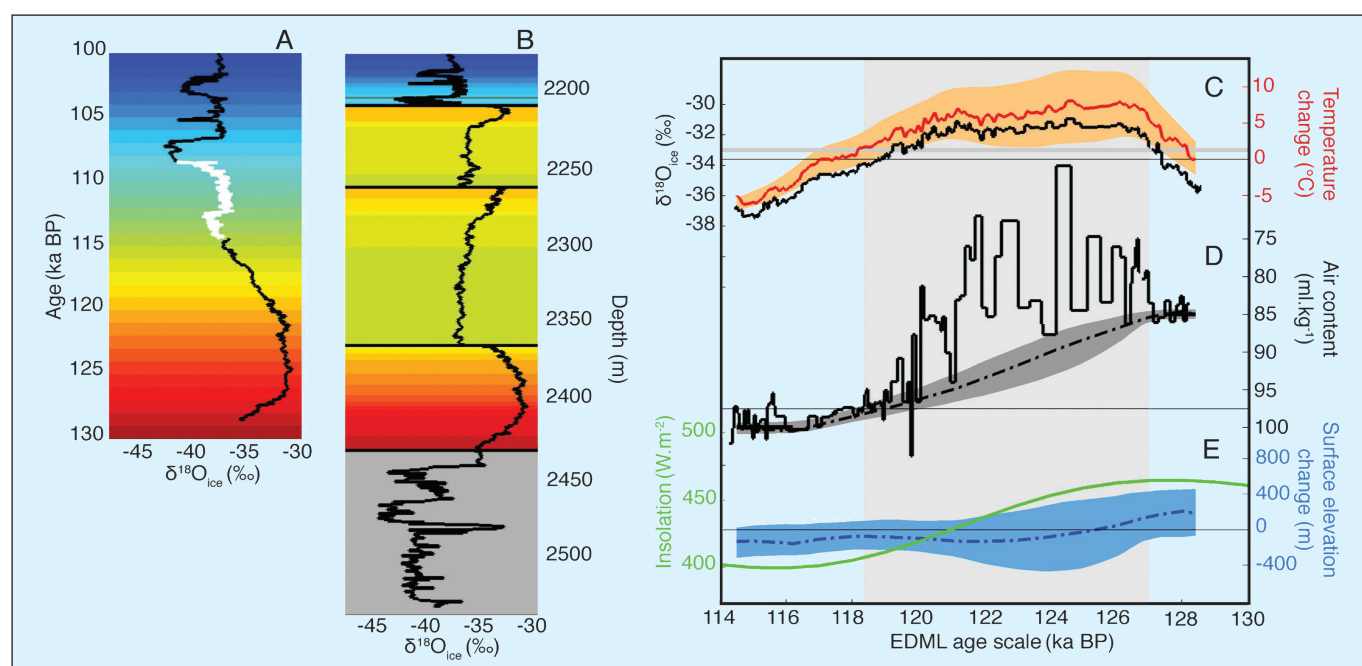 A
100
105
110
115
120
125
130
Age (ka BP)
-45 -40 -35 -30
δ¹⁸O_ice (‰)
B
2200
2250
2300
2350
2400
2450
2500
Depth (m)
-45 -40 -35 -30
δ¹⁸O_ice (‰)
C
-30
-32
-34
-36
-38
δ¹⁸O_ice (‰)
10
5
0
-5
Temperature
change (°C)
D
75
80
85
90
95
100
Air content
(ml.kg⁻¹)
E
500
450
400
Insolation (W.m⁻²)
800
400
0
-400
Surface elevation
change (m)
114 116 118 120 122 124 126 128 130
EDML age scale (ka BP)